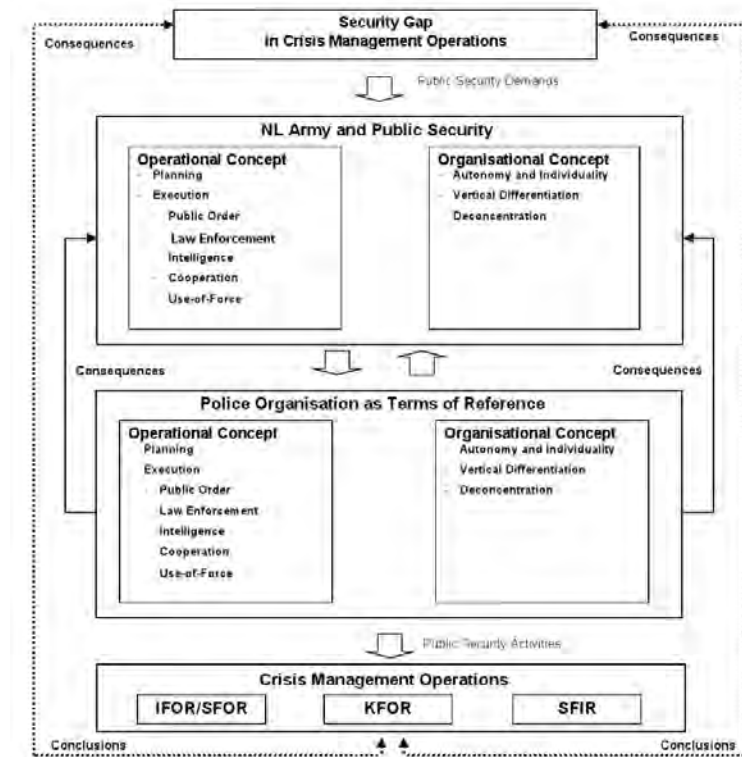 Security Gap
in Crisis Management Operations
Consequences
Consequences
Public Security Demands
NL Army and Public Security
Operational Concept
- Planning
- Execution
Public Order
Law Enforcement
Intelligence
- Cooperation
Use-of-Force
Organisational Concept
- Autonomy and Individuality
- Vertical Differentiation
Deconcentration
Consequences
Consequences
Police Organisation as Terms of Reference
Operational Concept
Planning
Execution
- Public Order
Law Enforcement
Intelligence
Cooperation
Use-of-Force
Organisational Concept
- Autonomy and Individuality
- Vertical Differentiation
- Deconcentration
Public Security Activities
Crisis Management Operations
IFOR/SFOR
KFOR
SFIR
Conclusions
Conclusions